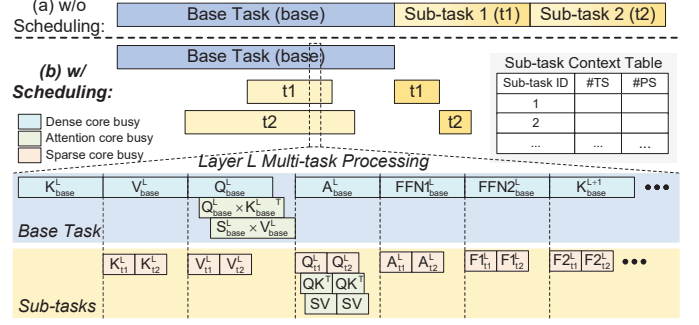 (a) w/o Scheduling:
Base Task (base) Sub-task 1 (t1) Sub-task 2 (t2)
Base Task (base)
(b) w/ Scheduling:
t1 t1
t2 t2
Sub-task Context Table
Sub-task ID #TS #PS
1
2
... ... ...
Dense core busy
Attention core busy
Sparse core busy
Layer L Multi-task Processing
K^L_base V^L_base Q^L_base A^L_base FFN1^L_base FFN2^L_base K^L+1_base •••
Q^L_base × K^L_base^T
S^L_base × V^L_base
Base Task
K^L_t1 K^L_t2 V^L_t1 V^L_t2 Q^L_t1 Q^L_t2 A^L_t1 A^L_t2 F1^L_t1 F1^L_t2 F2^L_t1 F2^L_t2 •••
QK^T QK^T
SV SV
Sub-tasks